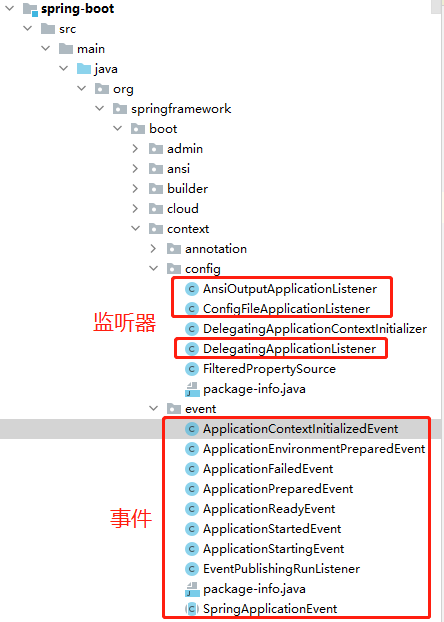 spring-boot
src
main
java
org
springframework
boot
admin
ansi
builder
cloud
context
annotation
config
AnsiOutputApplicationListener
监听器
ConfigFileApplicationListener
DelegatingApplicationContextInitializer
DelegatingApplicationListener
FilteredPropertySource
package-info.java
event
ApplicationContextInitializedEvent
ApplicationEnvironmentPreparedEvent
ApplicationFailedEvent
ApplicationPreparedEvent
ApplicationReadyEvent
事件
ApplicationStartedEvent
ApplicationStartingEvent
EventPublishingRunListener
package-info.java
SpringApplicationEvent